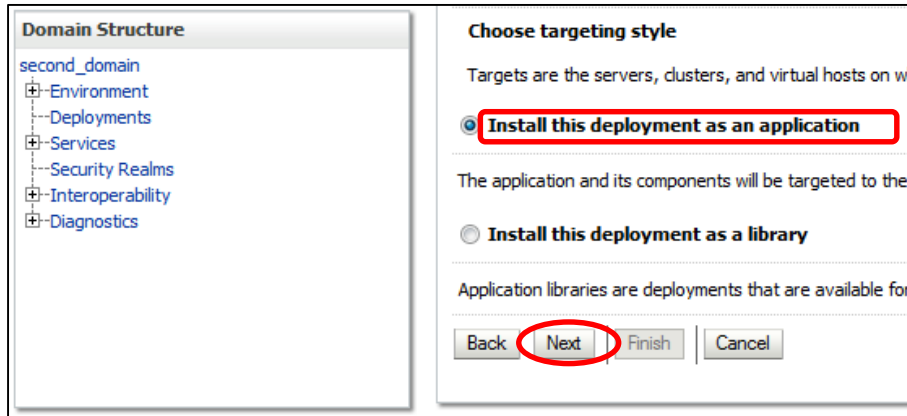 Domain Structure
second_domain
Environment
Deployments
Services
Security Realms
Interoperability
Diagnostics
Choose targeting style
Targets are the servers, clusters, and virtual hosts on w
Install this deployment as an application
The application and its components will be targeted to the
Install this deployment as a library
Application libraries are deployments that are available for
Back Next Finish Cancel